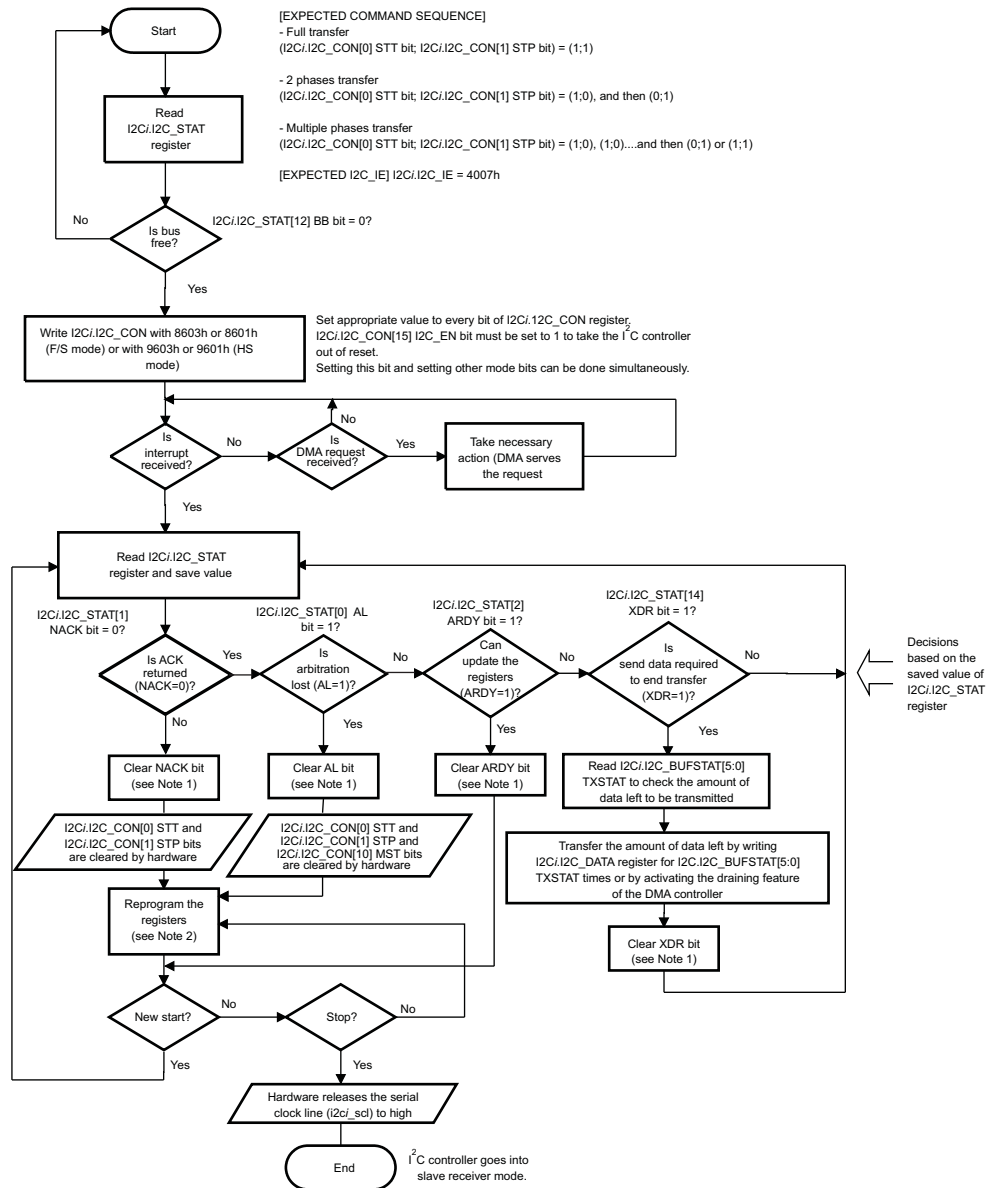 Start
[EXPECTED COMMAND SEQUENCE]
- Full transfer
(I2Ci.I2C_CON[0] STT bit; I2Ci.I2C_CON[1] STP bit) = (1;1)
- 2 phases transfer
(I2Ci.I2C_CON[0] STT bit; I2Ci.I2C_CON[1] STP bit) = (1;0), and then (0;1)
- Multiple phases transfer
(I2Ci.I2C_CON[0] STT bit; I2Ci.I2C_CON[1] STP bit) = (1;0), (1;0)....and then (0;1) or (1;1)
[EXPECTED I2C_IE] I2Ci.I2C_IE = 4007h
Read
I2Ci.I2C_STAT
register
No
I2Ci.I2C_STAT[12] BB bit = 0?
Is bus
free?
Yes
Write I2Ci.I2C_CON with 8603h or 8601h
(F/S mode) or with 9603h or 9601h (HS
mode)
Set appropriate value to every bit of I2Ci.12C_CON register.
I2Ci.I2C_CON[15] I2C_EN bit must be set to 1 to take the I2C controller
out of reset.
Setting this bit and setting other mode bits can be done simultaneously.
Is
interrupt
received?
No
Is
DMA request
received?
No
Yes
Take necessary
action (DMA serves
the request
Yes
Read I2Ci.I2C_STAT
register and save value
I2Ci.I2C_STAT[1]
NACK bit = 0?
I2Ci.I2C_STAT[0] AL
bit = 1?
I2Ci.I2C_STAT[2]
ARDY bit = 1?
I2Ci.I2C_STAT[14]
XDR bit = 1?
Is ACK
returned
(NACK=0)?
Yes
Is
arbitration
lost (AL=1)?
No
Can
update the
registers
(ARDY=1)?
No
Is
send data required
to end transfer
(XDR=1)?
No
Decisions
based on the
saved value of
I2Ci.I2C_STAT
register
No
Yes
Yes
Yes
Clear NACK bit
(see Note 1)
Clear AL bit
(see Note 1)
Clear ARDY bit
(see Note 1)
Read I2Ci.I2C_BUFSTAT[5:0]
TXSTAT to check the amount of
data left to be transmitted
I2Ci.I2C_CON[0] STT and
I2Ci.I2C_CON[1] STP bits
are cleared by hardware
I2Ci.I2C_CON[0] STT and
I2Ci.I2C_CON[1] STP and
I2Ci.I2C_CON[10] MST bits
are cleared by hardware
Transfer the amount of data left by writing
I2Ci.I2C_DATA register for I2C.I2C_BUFSTAT[5:0]
TXSTAT times or by activating the draining feature
of the DMA controller
Reprogram the
registers
(see Note 2)
Clear XDR bit
(see Note 1)
New start?
No
Stop?
No
Yes
Yes
Hardware releases the serial
clock line (i2ci_scl) to high
End
I2C controller goes into
slave receiver mode.